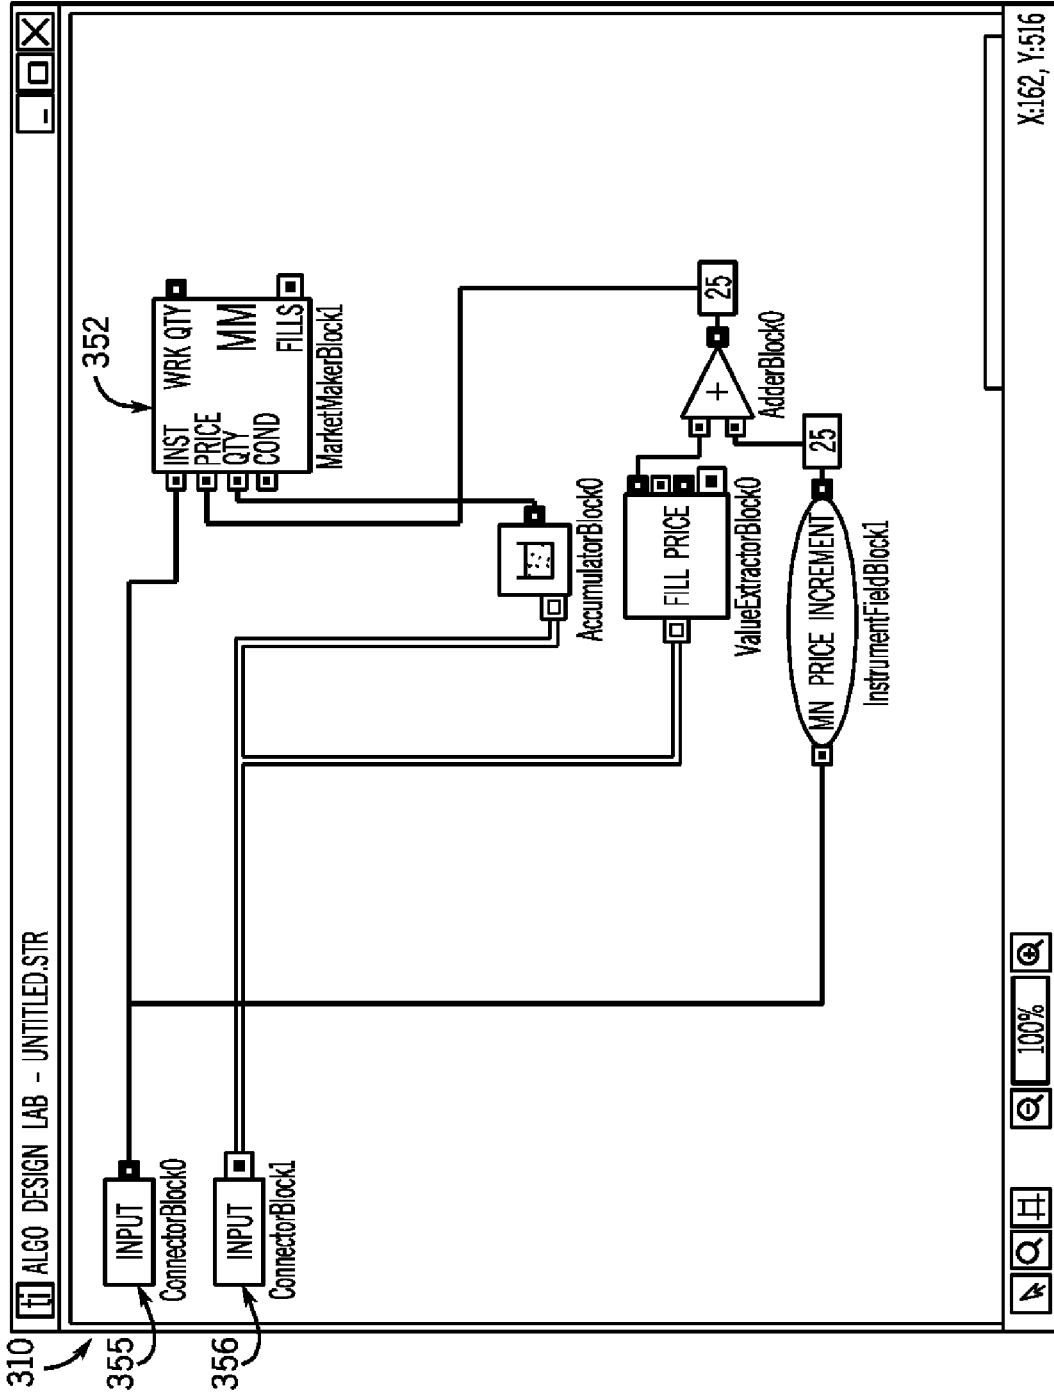 310
ti ALGO DESIGN LAB - UNTITLED.STR
355
INPUT
ConnectorBlock0
356
INPUT
ConnectorBlock1
352
INST WRK QTY
PRICE
QTY MM
COND FILLS
MarketMakerBlock1
AccumulatorBlock0
FILL PRICE
ValueExtractorBlock0
+
AdderBlock0
25
MN PRICE INCREMENT
InstrumentFieldBlock1
25
100%
X:162, Y:516